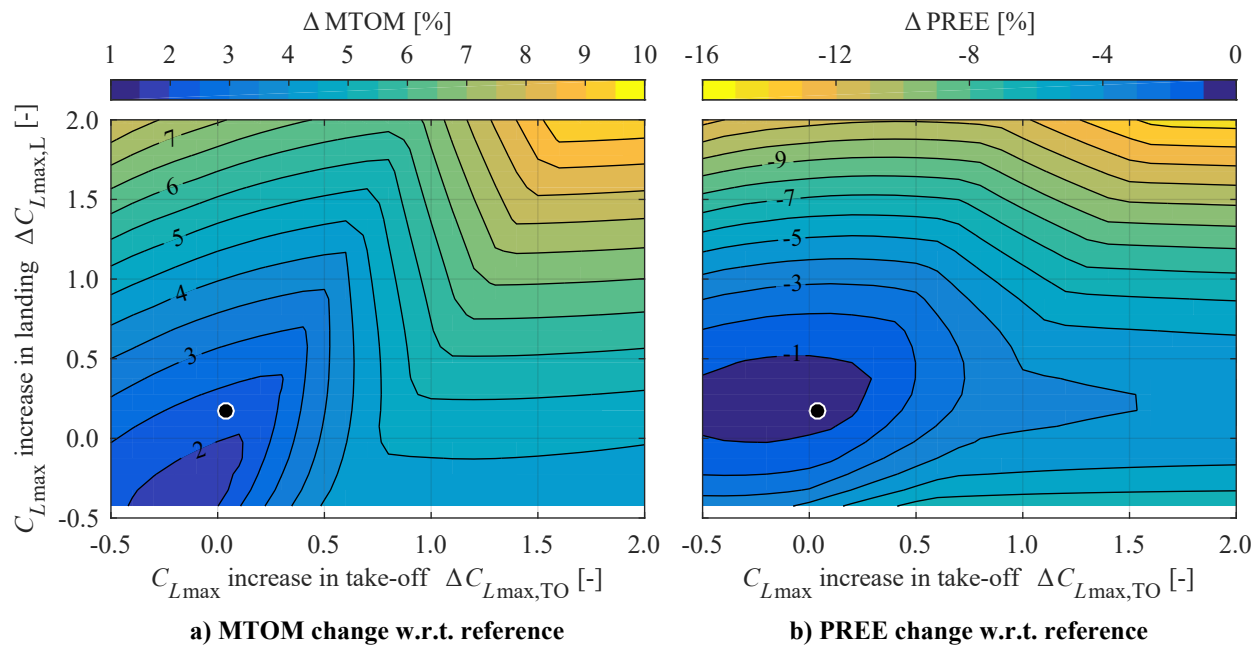 Δ MTOM [%]
1 2 3 4 5 6 7 8 9 10
C_Lmax increase in landing ΔC_Lmax,L [-]
2.0
1.5
1.0
0.5
0.0
-0.5
7
6
5
4
3
2
-0.5 0.0 0.5 1.0 1.5 2.0
C_Lmax increase in take-off ΔC_Lmax,TO [-]
a) MTOM change w.r.t. reference
Δ PREE [%]
-16 -12 -8 -4 0
-9
-7
-5
-3
-1
-0.5 0.0 0.5 1.0 1.5 2.0
C_Lmax increase in take-off ΔC_Lmax,TO [-]
b) PREE change w.r.t. reference